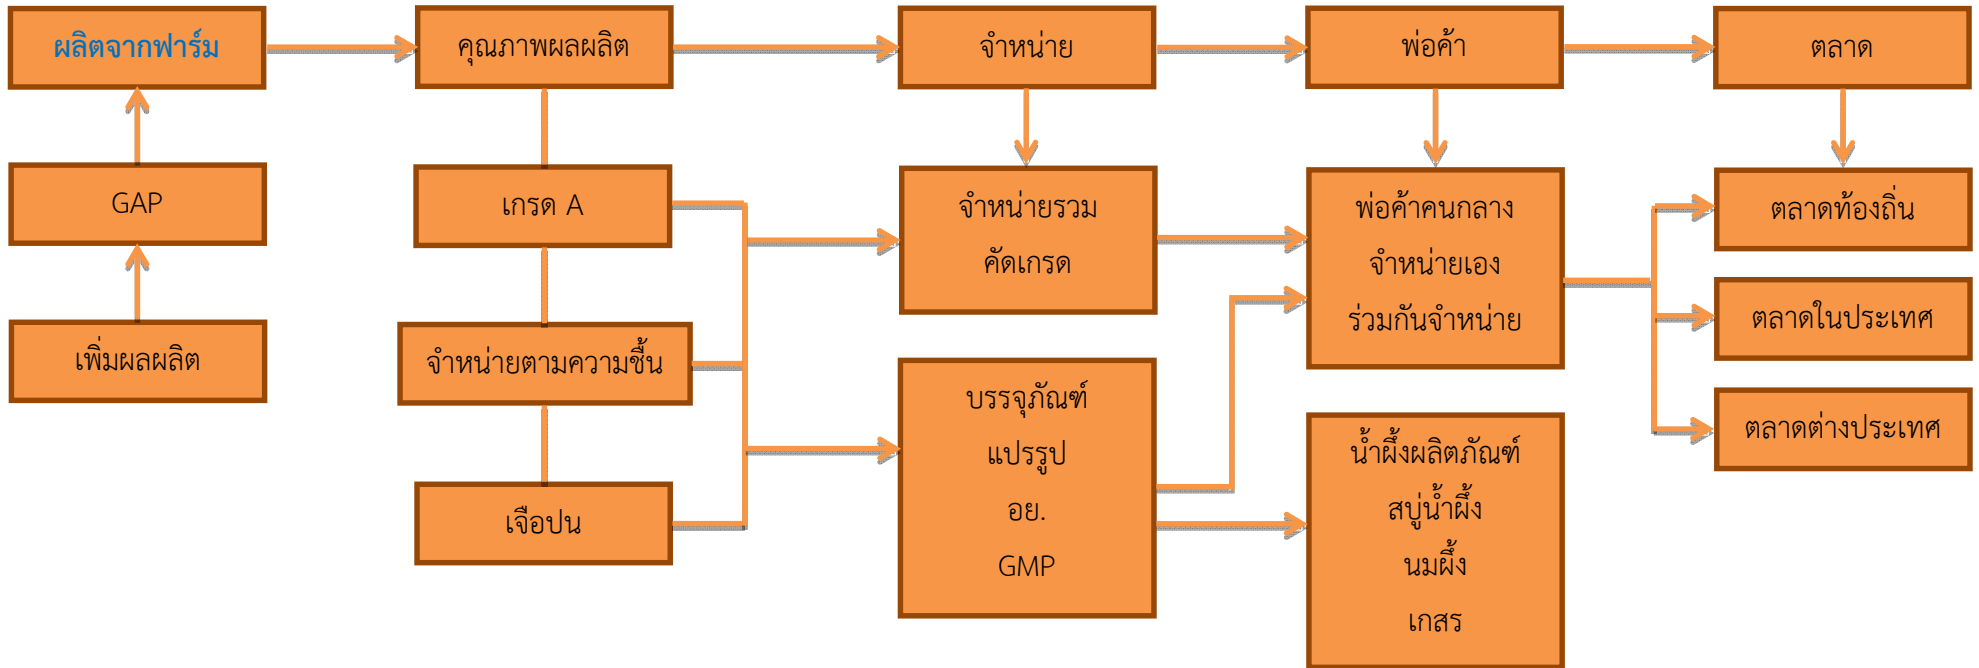 ผลิตจากฟาร์ม
คุณภาพผลผลิต
จำหน่าย
พ่อค้า
ตลาด
GAP
เพิ่มผลผลิต
เกรด A
จำหน่ายตามความชื้น
เจือปน
จำหน่ายรวม
คัดเกรด
บรรจุภัณฑ์
แปรรูป
อย.
GMP
พ่อค้าคนกลาง
จำหน่ายเอง
ร่วมกันจำหน่าย
น้ำผึ้งผลิตภัณฑ์
สบู่น้ำผึ้ง
นมผึ้ง
เกสร
ตลาดท้องถิ่น
ตลาดในประเทศ
ตลาดต่างประเทศ